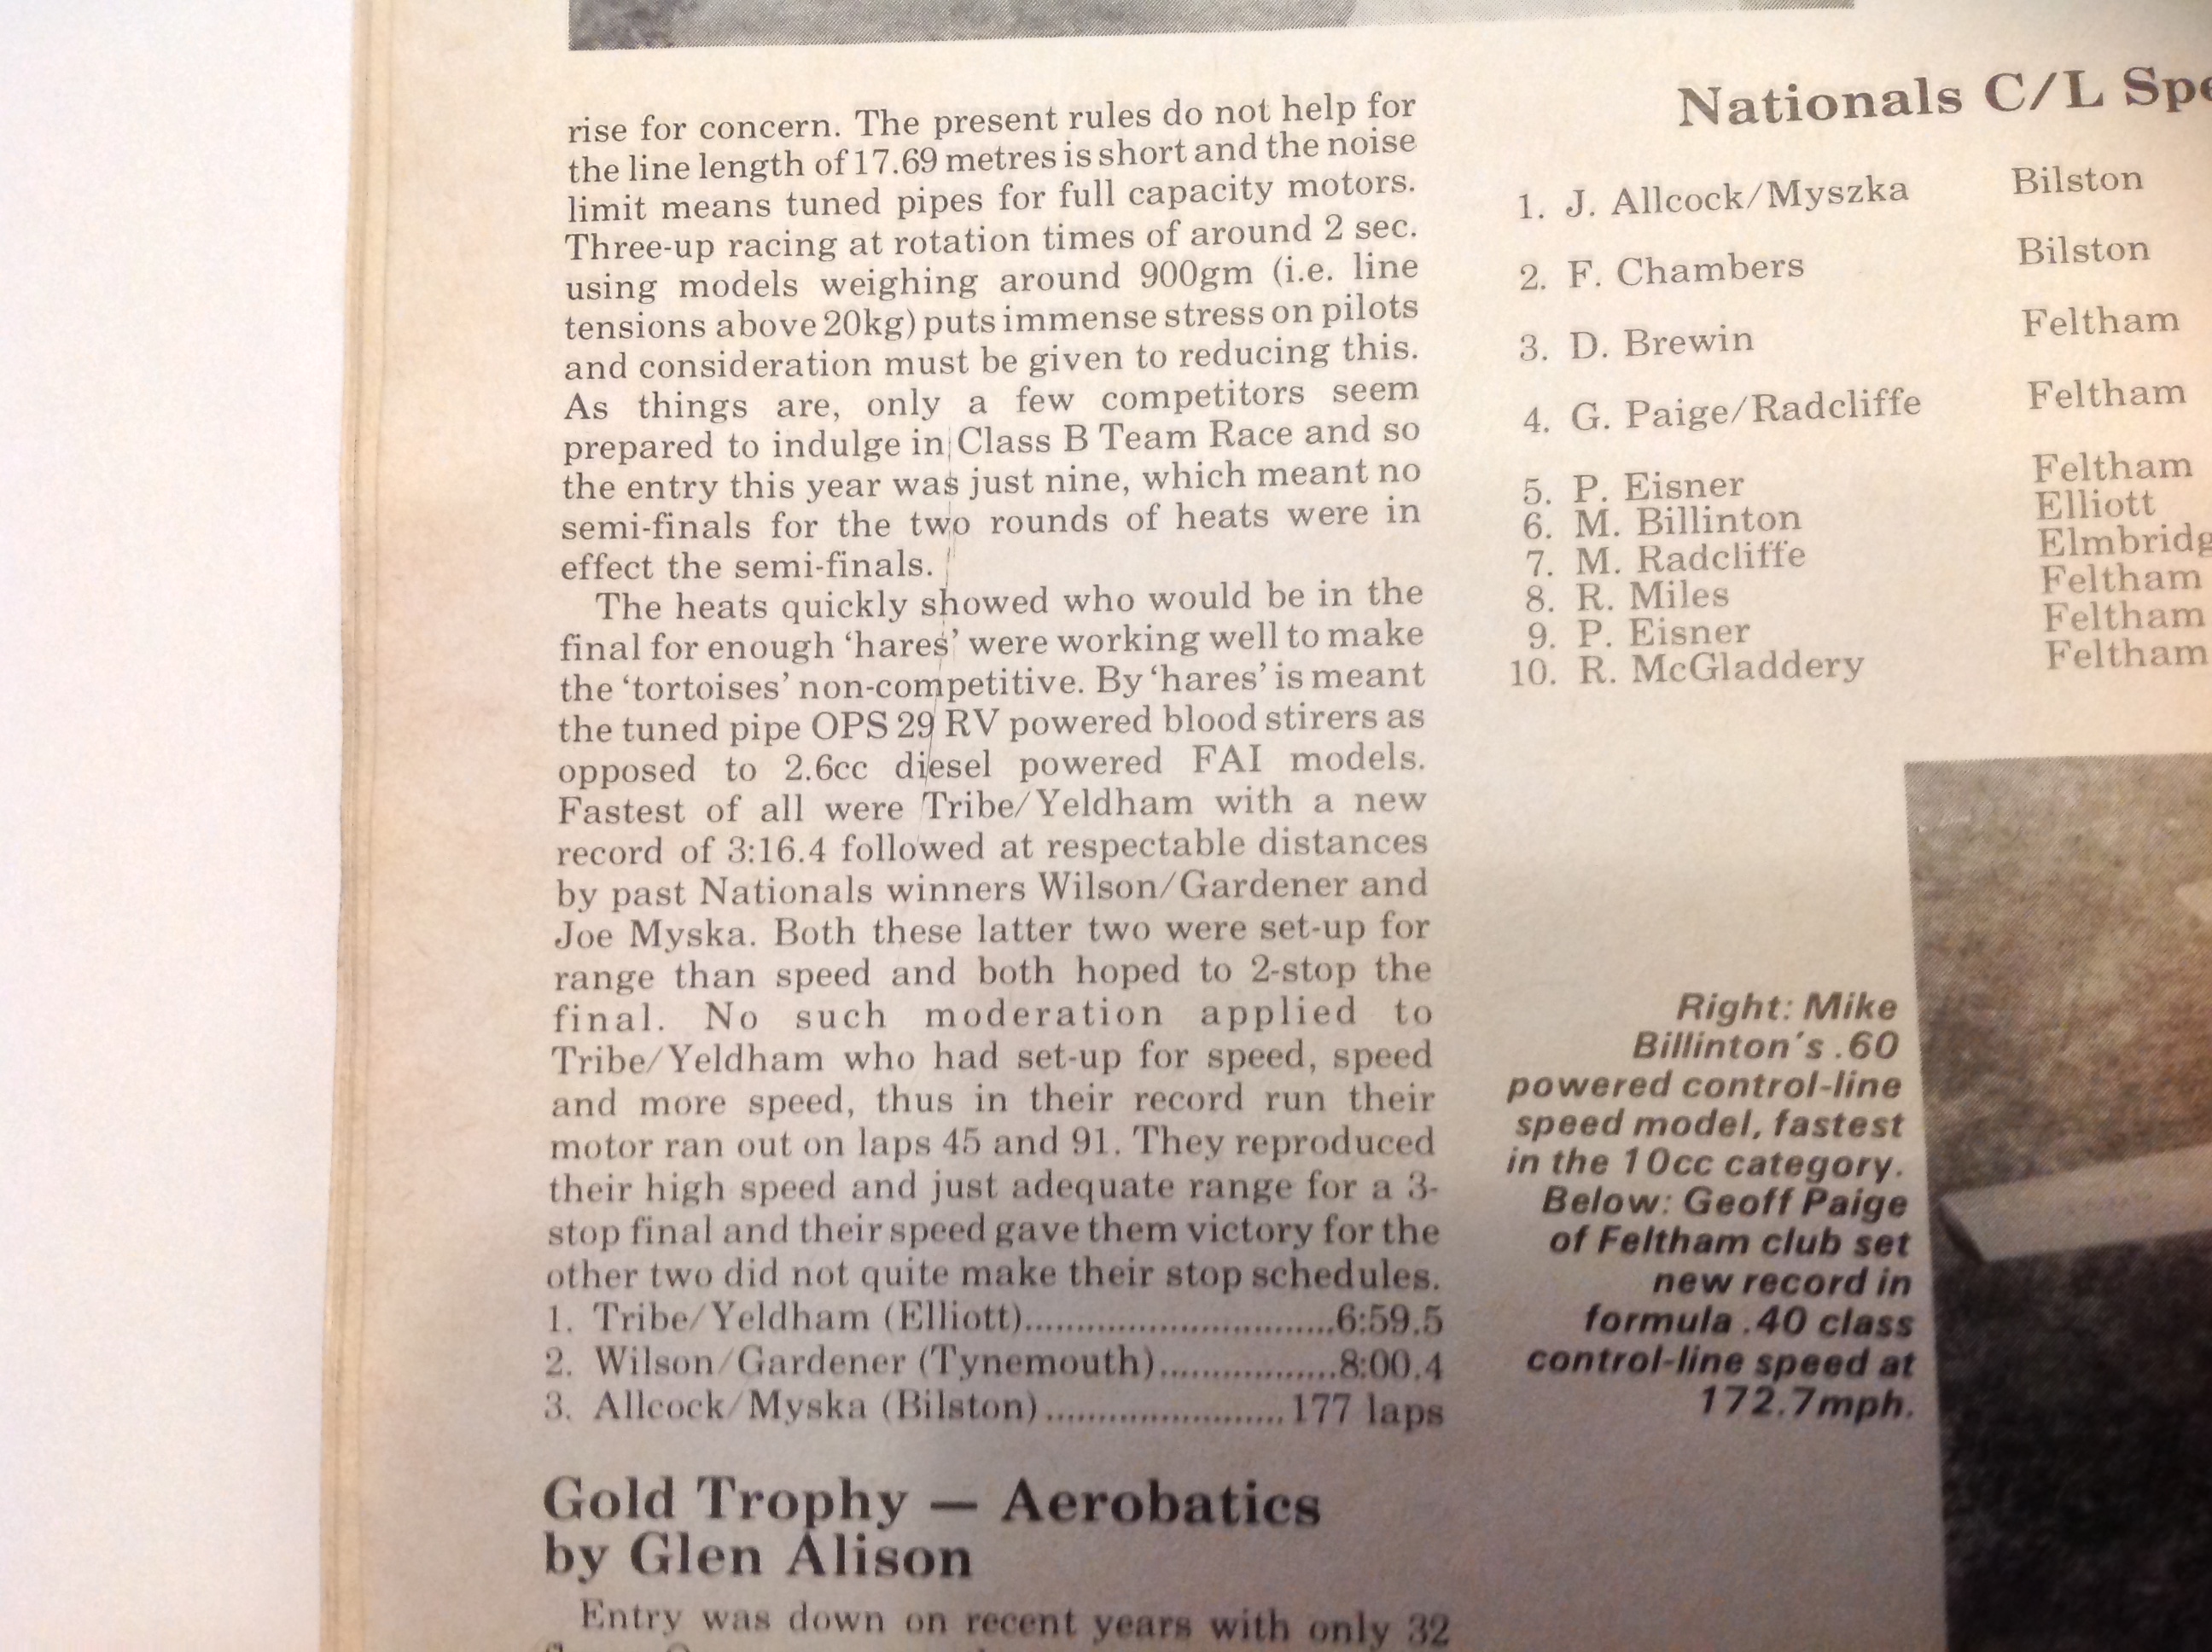 rise for concern. The present rules do not help for
the line length of 17.69 metres is short and the noise
limit means tuned pipes for full capacity motors.
Three-up racing at rotation times of around 2 sec.
using models weighing around 900gm (i.e. line
tensions above 20kg) puts immense stress on pilots
and consideration must be given to reducing this.
As things are, only a few competitors seem
prepared to indulge in Class B Team Race and so
the entry this year was just nine, which meant no
semi-finals for the two rounds of heats were in
effect the semi-finals.
The heats quickly showed who would be in the
final for enough ‘hares’ were working well to make
the ‘tortoises’ non-competitive. By ‘hares’ is meant
the tuned pipe OPS 29 RV powered blood stirers as
opposed to 2.6cc diesel powered FAI models.
Fastest of all were Tribe/Yeldham with a new
record of 3:16.4 followed at respectable distances
by past Nationals winners Wilson/Gardener and
Joe Myska. Both these latter two were set-up for
range than speed and both hoped to 2-stop the
final. No such moderation applied to
Tribe/Yeldham who had set-up for speed, speed
and more speed, thus in their record run their
motor ran out on laps 45 and 91. They reproduced
their high speed and just adequate range for a 3-
stop final and their speed gave them victory for the
other two did not quite make their stop schedules.
1. Tribe/Yeldham (Elliott)..............................6:59.5
2. Wilson/Gardener (Tynemouth).................8:00.4
3. Allcock/Myska (Bilston).......................177 laps
Gold Trophy — Aerobatics
by Glen Alison
Entry was down on recent years with only 32
Nationals C/L
1. J. Allcock/Myszka Bilston
2. F. Chambers Bilston
3. D. Brewin Feltham
4. G. Paige/Radcliffe Feltham
5. P. Eisner Feltham
6. M. Billinton Elliott
7. M. Radcliffe
8. R. Miles Feltham
9. P. Eisner Feltham
10. R. McGladdery Feltham
Right: Mike
Billinton's .60
powered control-line
speed model, fastest
in the 10cc category.
Below: Geoff Paige
of Feltham club set
new record in
formula .40 class
control-line speed at
172.7mph.